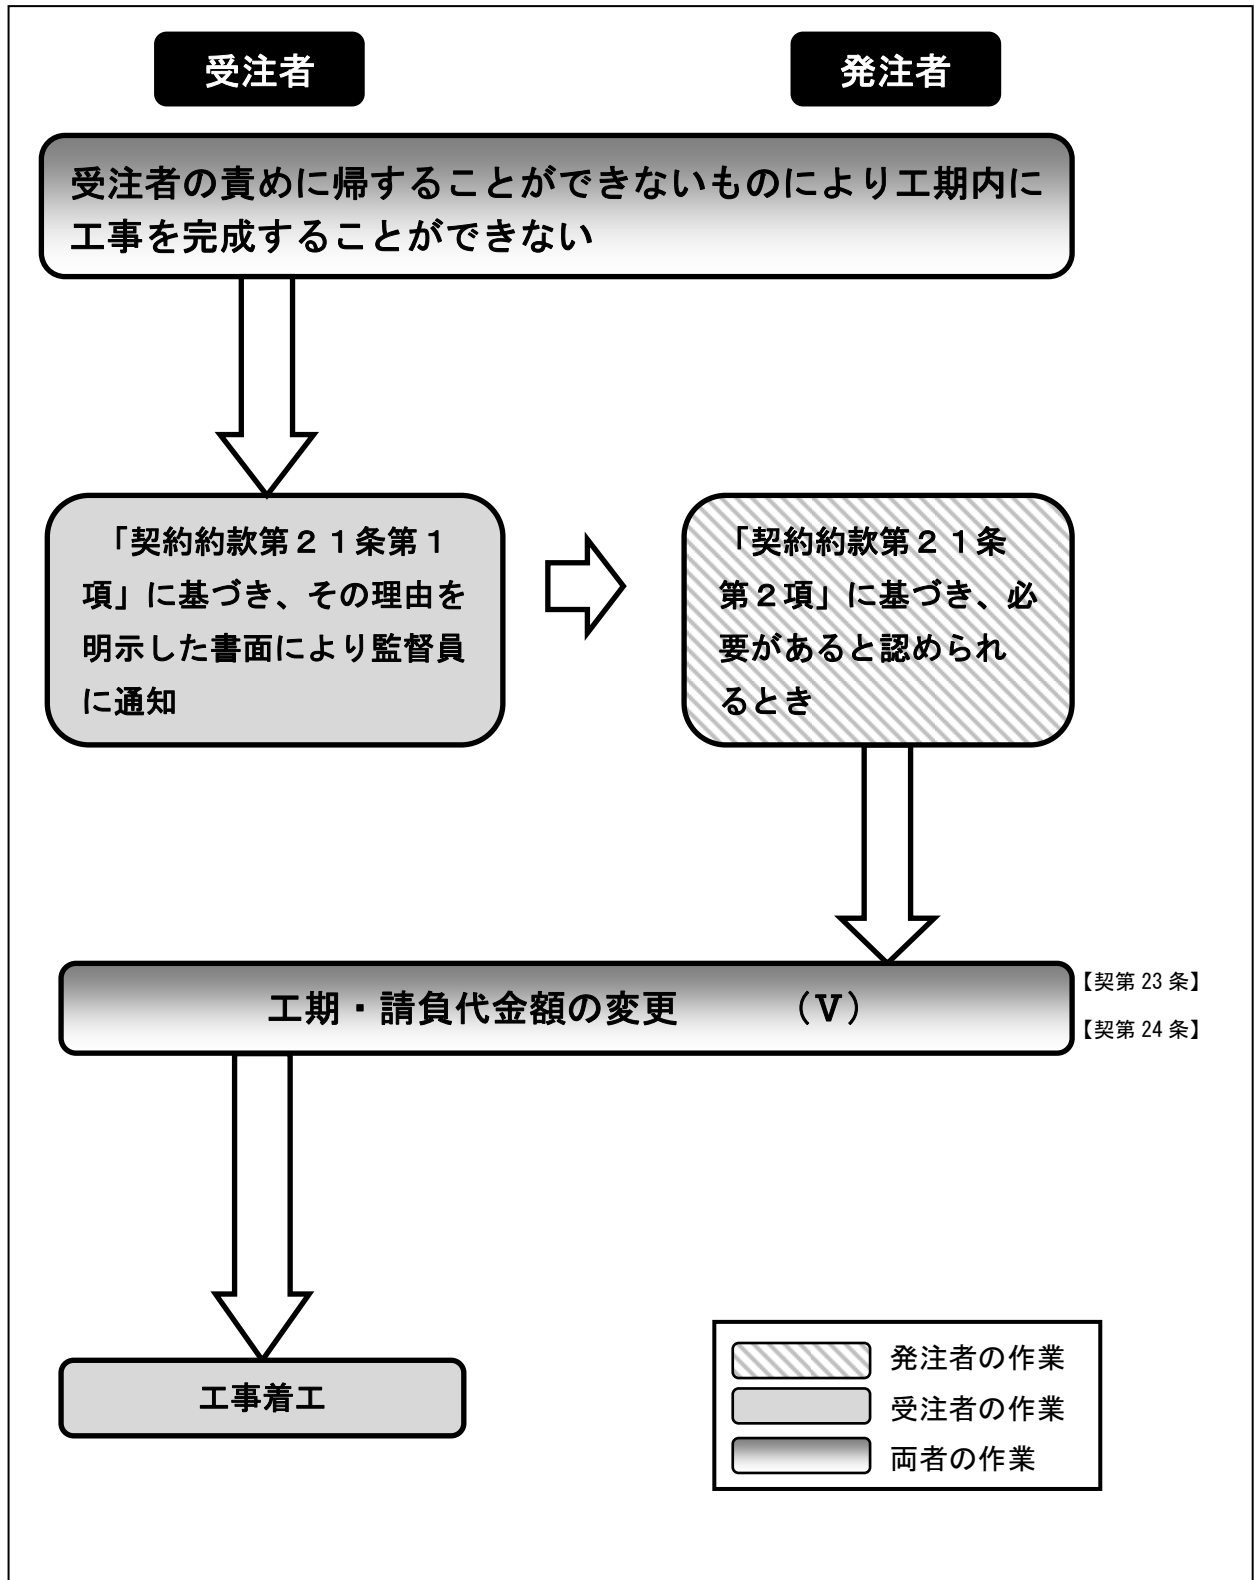 受注者
発注者
受注者の責めに帰することができないものにより工期内に
工事を完成することができない
「契約約款第２１条第１
項」に基づき、その理由を
明示した書面により監督員
に通知
「契約約款第２１条
第２項」に基づき、必
要があると認められ
るとき
工期・請負代金額の変更　　　（Ⅴ）
【契第 23 条】
【契第 24 条】
工事着工
発注者の作業
受注者の作業
両者の作業